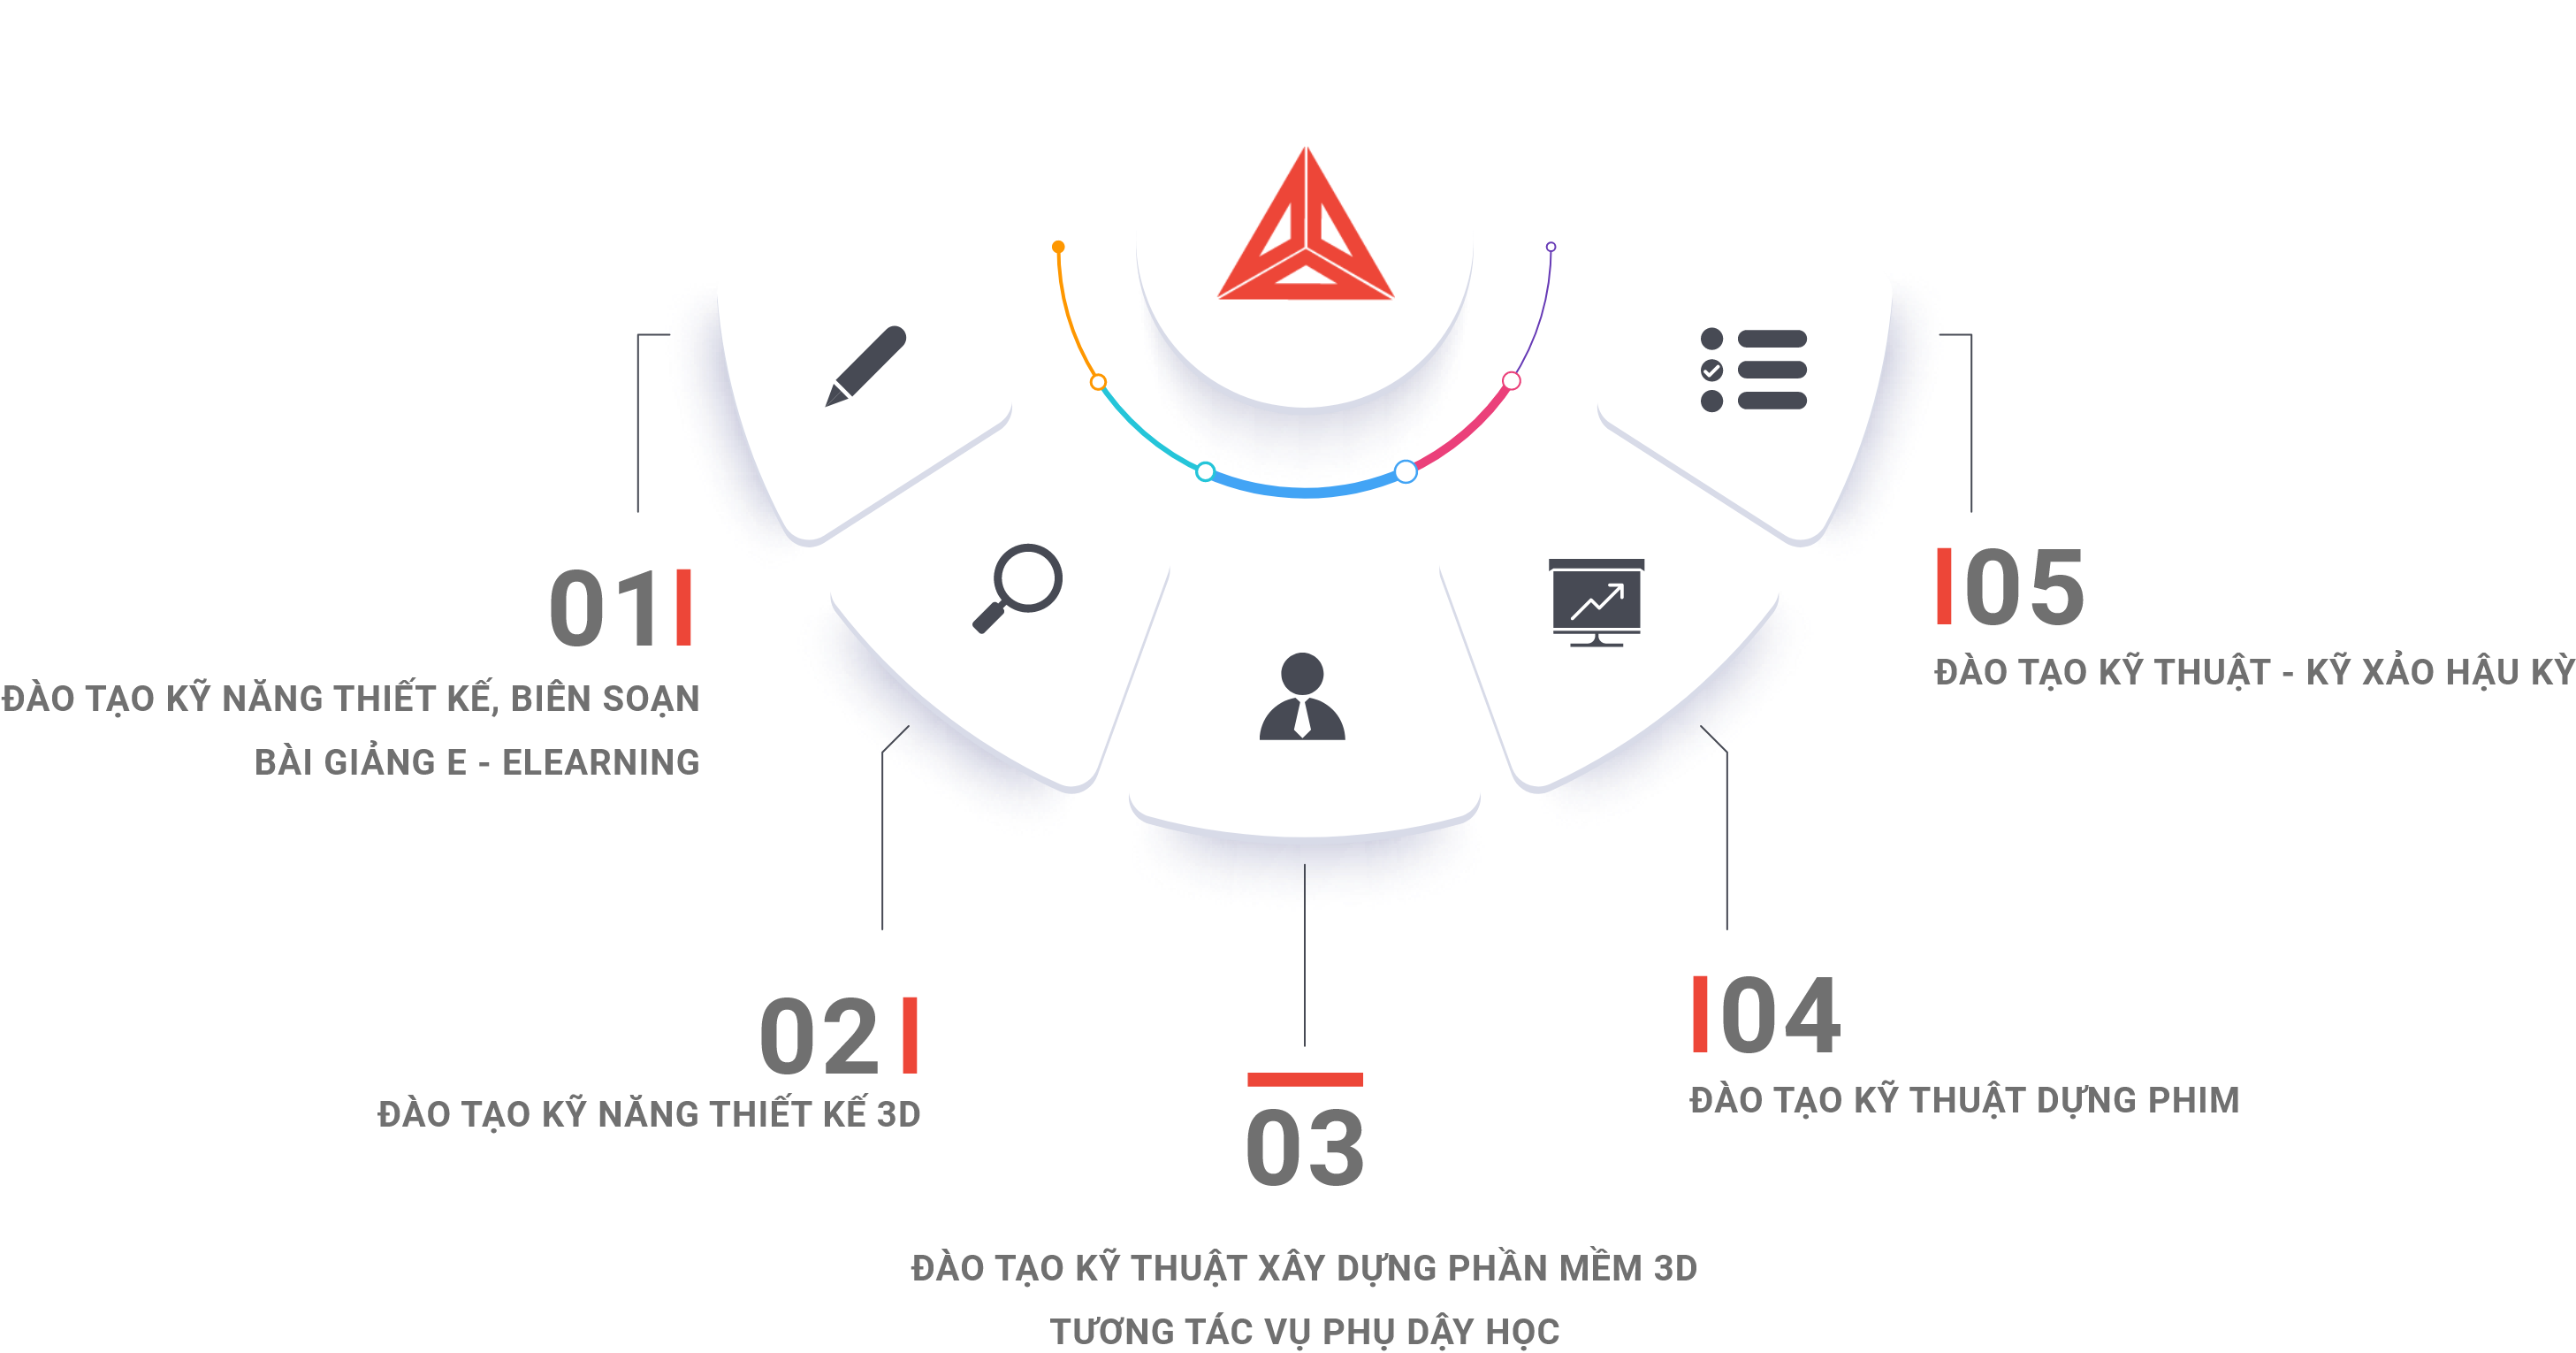 01
ĐÀO TẠO KỸ NĂNG THIẾT KẾ, BIÊN SOẠN
BÀI GIẢNG E - ELEARNING
02
ĐÀO TẠO KỸ NĂNG THIẾT KẾ 3D
03
ĐÀO TẠO KỸ THUẬT XÂY DỰNG PHẦN MỀM 3D
TƯƠNG TÁC VỤ PHỤ DẬY HỌC
04
ĐÀO TẠO KỸ THUẬT DỰNG PHIM
05
ĐÀO TẠO KỸ THUẬT - KỸ XẢO HẬU KỲ